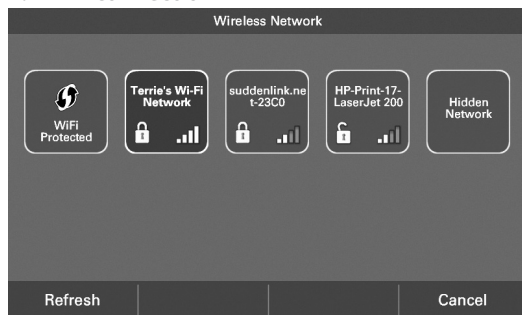 Wireless Network
WiFi
Protected
Terrie's Wi-Fi
Network
suddenlink.ne
t-23C0
HP-Print-17-
LaserJet 200
Hidden
Network
Refresh
Cancel